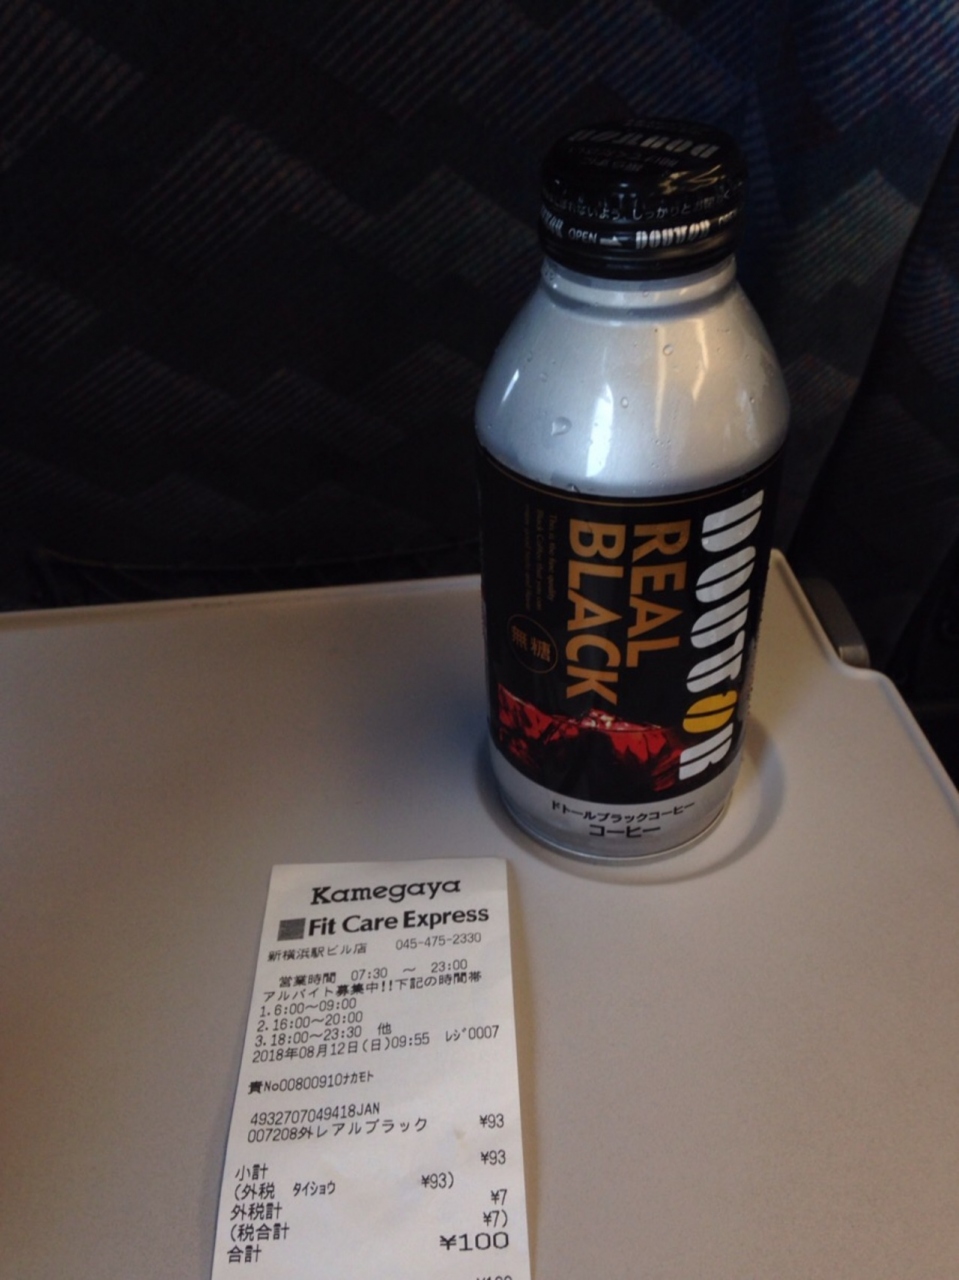 DOUTOR
OPEN
DOUTOR
DOUTOR
REAL
BLACK
無糖
ドトールブラックコーヒー
コーヒー
Kamegaya
Fit Care Express
新横浜駅ビル店 045-475-2330
営業時間 07:30 ～ 23:00
アルバイト募集中!!下記の時間帯
1.6:00～09:00
2.16:00～20:00
3.18:00～23:30 他
2018年08月12日(日)09:55 ﾚｼﾞ0007
責No00800910ﾅｶﾓﾄ
4932707049418JAN
007208外レアルブラック ¥93
小計 ¥93
(外税 ﾀｲｼｮｳ ¥93)
外税計 ¥7
(税合計 ¥7)
合計 ¥100